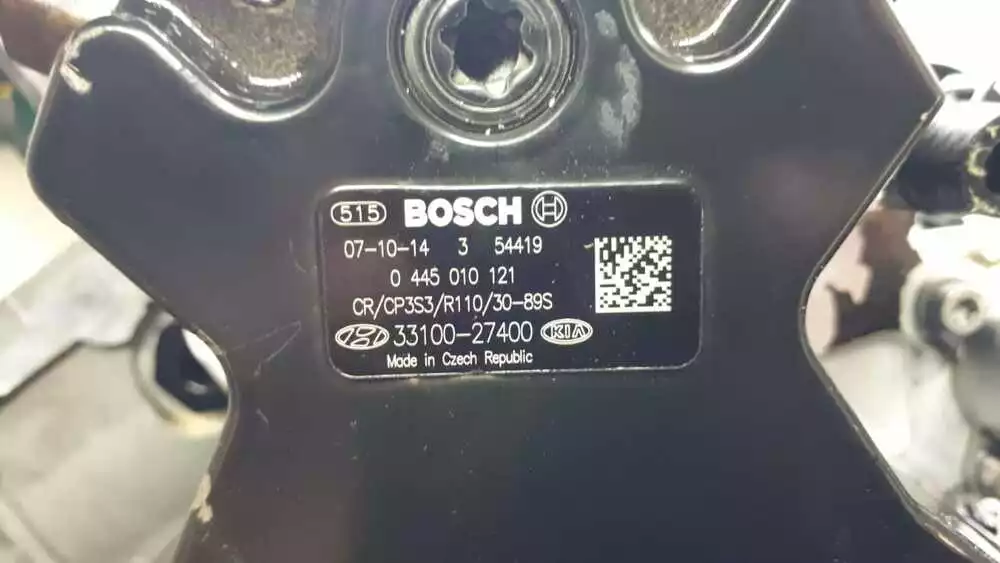 515 BOSCH
07-10-14 3 54419
0 445 010 121
CR/CP3S3/R110/30-89S
33100-27400 KIA
Made in Czech Republic